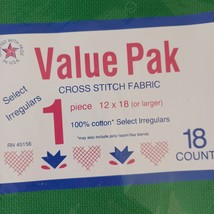 Value Pak
CROSS STITCH FABRIC
Select
Irregulars
1 piece 12 x 18 (or larger)
100% cotton* Select Irregulars
RN 45158
18
COUNT